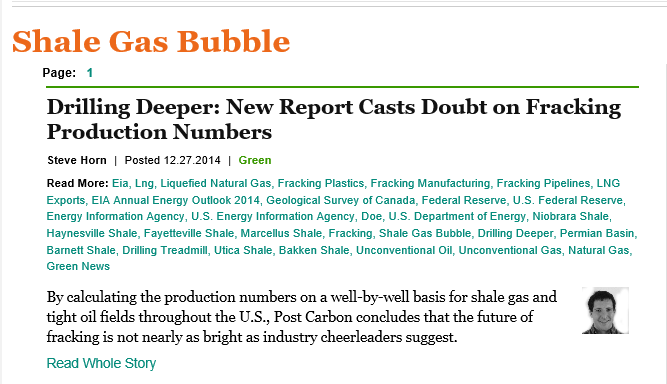 Shale Gas Bubble
Page: 1
Drilling Deeper: New Report Casts Doubt on Fracking
Production Numbers
Steve Horn | Posted 12.27.2014 | Green
Read More: Eia, Lng, Liquefied Natural Gas, Fracking Plastics, Fracking Manufacturing, Fracking Pipelines, LNG
Exports, EIA Annual Energy Outlook 2014, Geological Survey of Canada, Federal Reserve, U.S. Federal Reserve,
Energy Information Agency, U.S. Energy Information Agency, Doe, U.S. Department of Energy, Niobrara Shale,
Haynesville Shale, Fayetteville Shale, Marcellus Shale, Fracking, Shale Gas Bubble, Drilling Deeper, Permian Basin,
Barnett Shale, Drilling Treadmill, Utica Shale, Bakken Shale, Unconventional Oil, Unconventional Gas, Natural Gas,
Green News
By calculating the production numbers on a well-by-well basis for shale gas and
tight oil fields throughout the U.S., Post Carbon concludes that the future of
fracking is not nearly as bright as industry cheerleaders suggest.
Read Whole Story